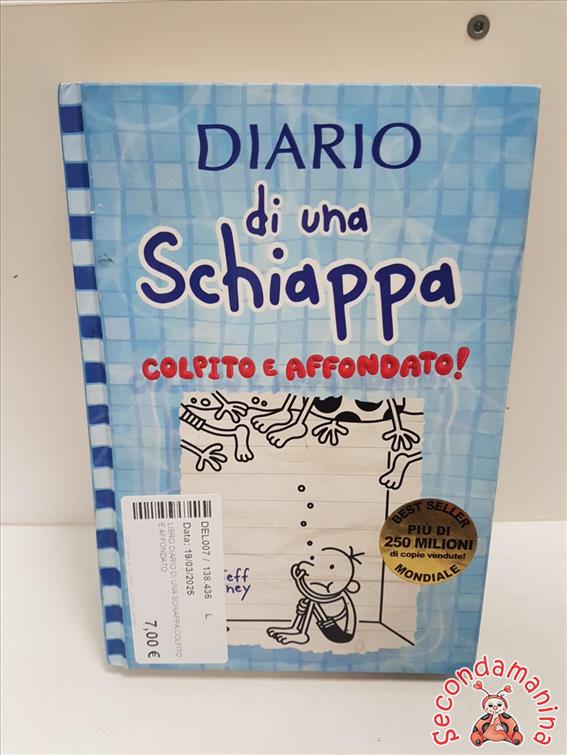 DIARIO
di una
Schiappa
COLPITO E AFFONDATO!
BEST SELLER
PIÙ DI
250 MILIONI
di copie vendute!
MONDIALE
eff
ney
DEL007 / 138.436 L
Data: 19/03/2025
LIBRO DIARIO DI UNA SCHIAPPA COLPITO
E AFFONDATO
7,00 €
Secondamanina